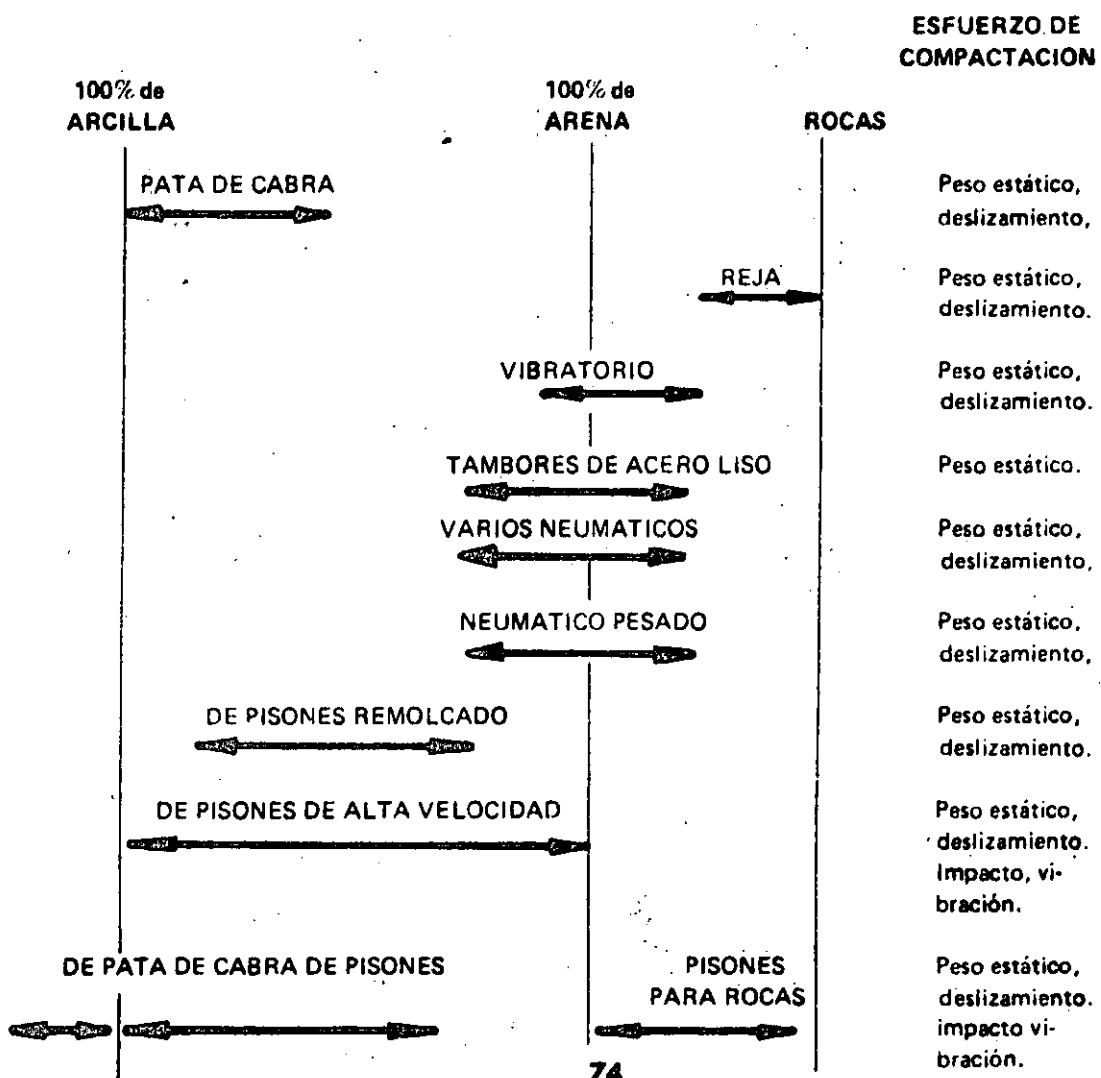 ESFUERZO DE
COMPACTACION
100% de
ARCILLA
100% de
ARENA
ROCAS
PATA DE CABRA
Peso estático,
deslizamiento,
REJA
Peso estático,
deslizamiento.
VIBRATORIO
Peso estático,
deslizamiento.
TAMBORES DE ACERO LISO
Peso estático.
VARIOS NEUMATICOS
Peso estático,
deslizamiento,
NEUMATICO PESADO
Peso estático,
deslizamiento,
DE PISONES REMOLCADO
Peso estático,
deslizamiento.
DE PISONES DE ALTA VELOCIDAD
Peso estático,
deslizamiento.
Impacto, vi-
bración.
DE PATA DE CABRA DE PISONES
PISONES
PARA ROCAS
Peso estático,
deslizamiento.
impacto vi-
bración.
74